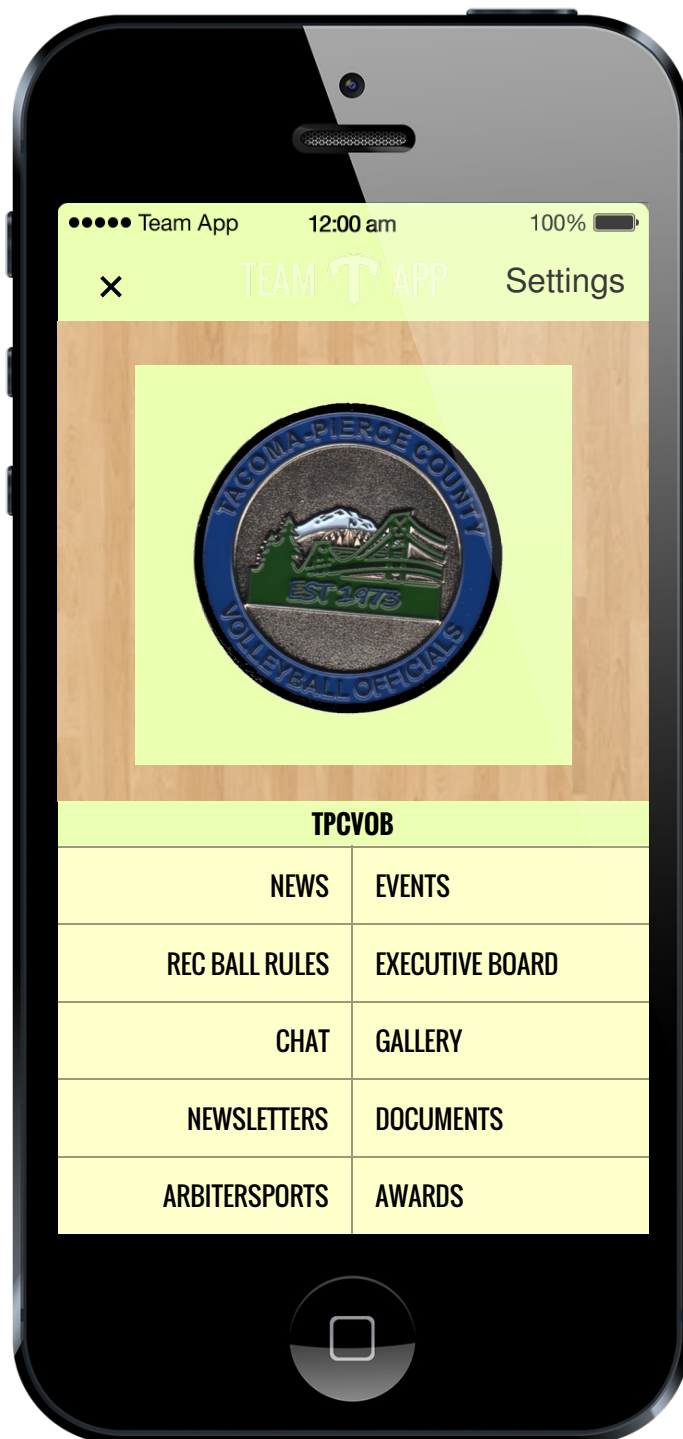 Team App 12:00 am 100%
× TEAM T APP Settings
TACOMA-PIERCE COUNTY
EST 1973
VOLLEYBALL OFFICIALS
TPCVOB
NEWS EVENTS
REC BALL RULES EXECUTIVE BOARD
CHAT GALLERY
NEWSLETTERS DOCUMENTS
ARBITERSPORTS AWARDS